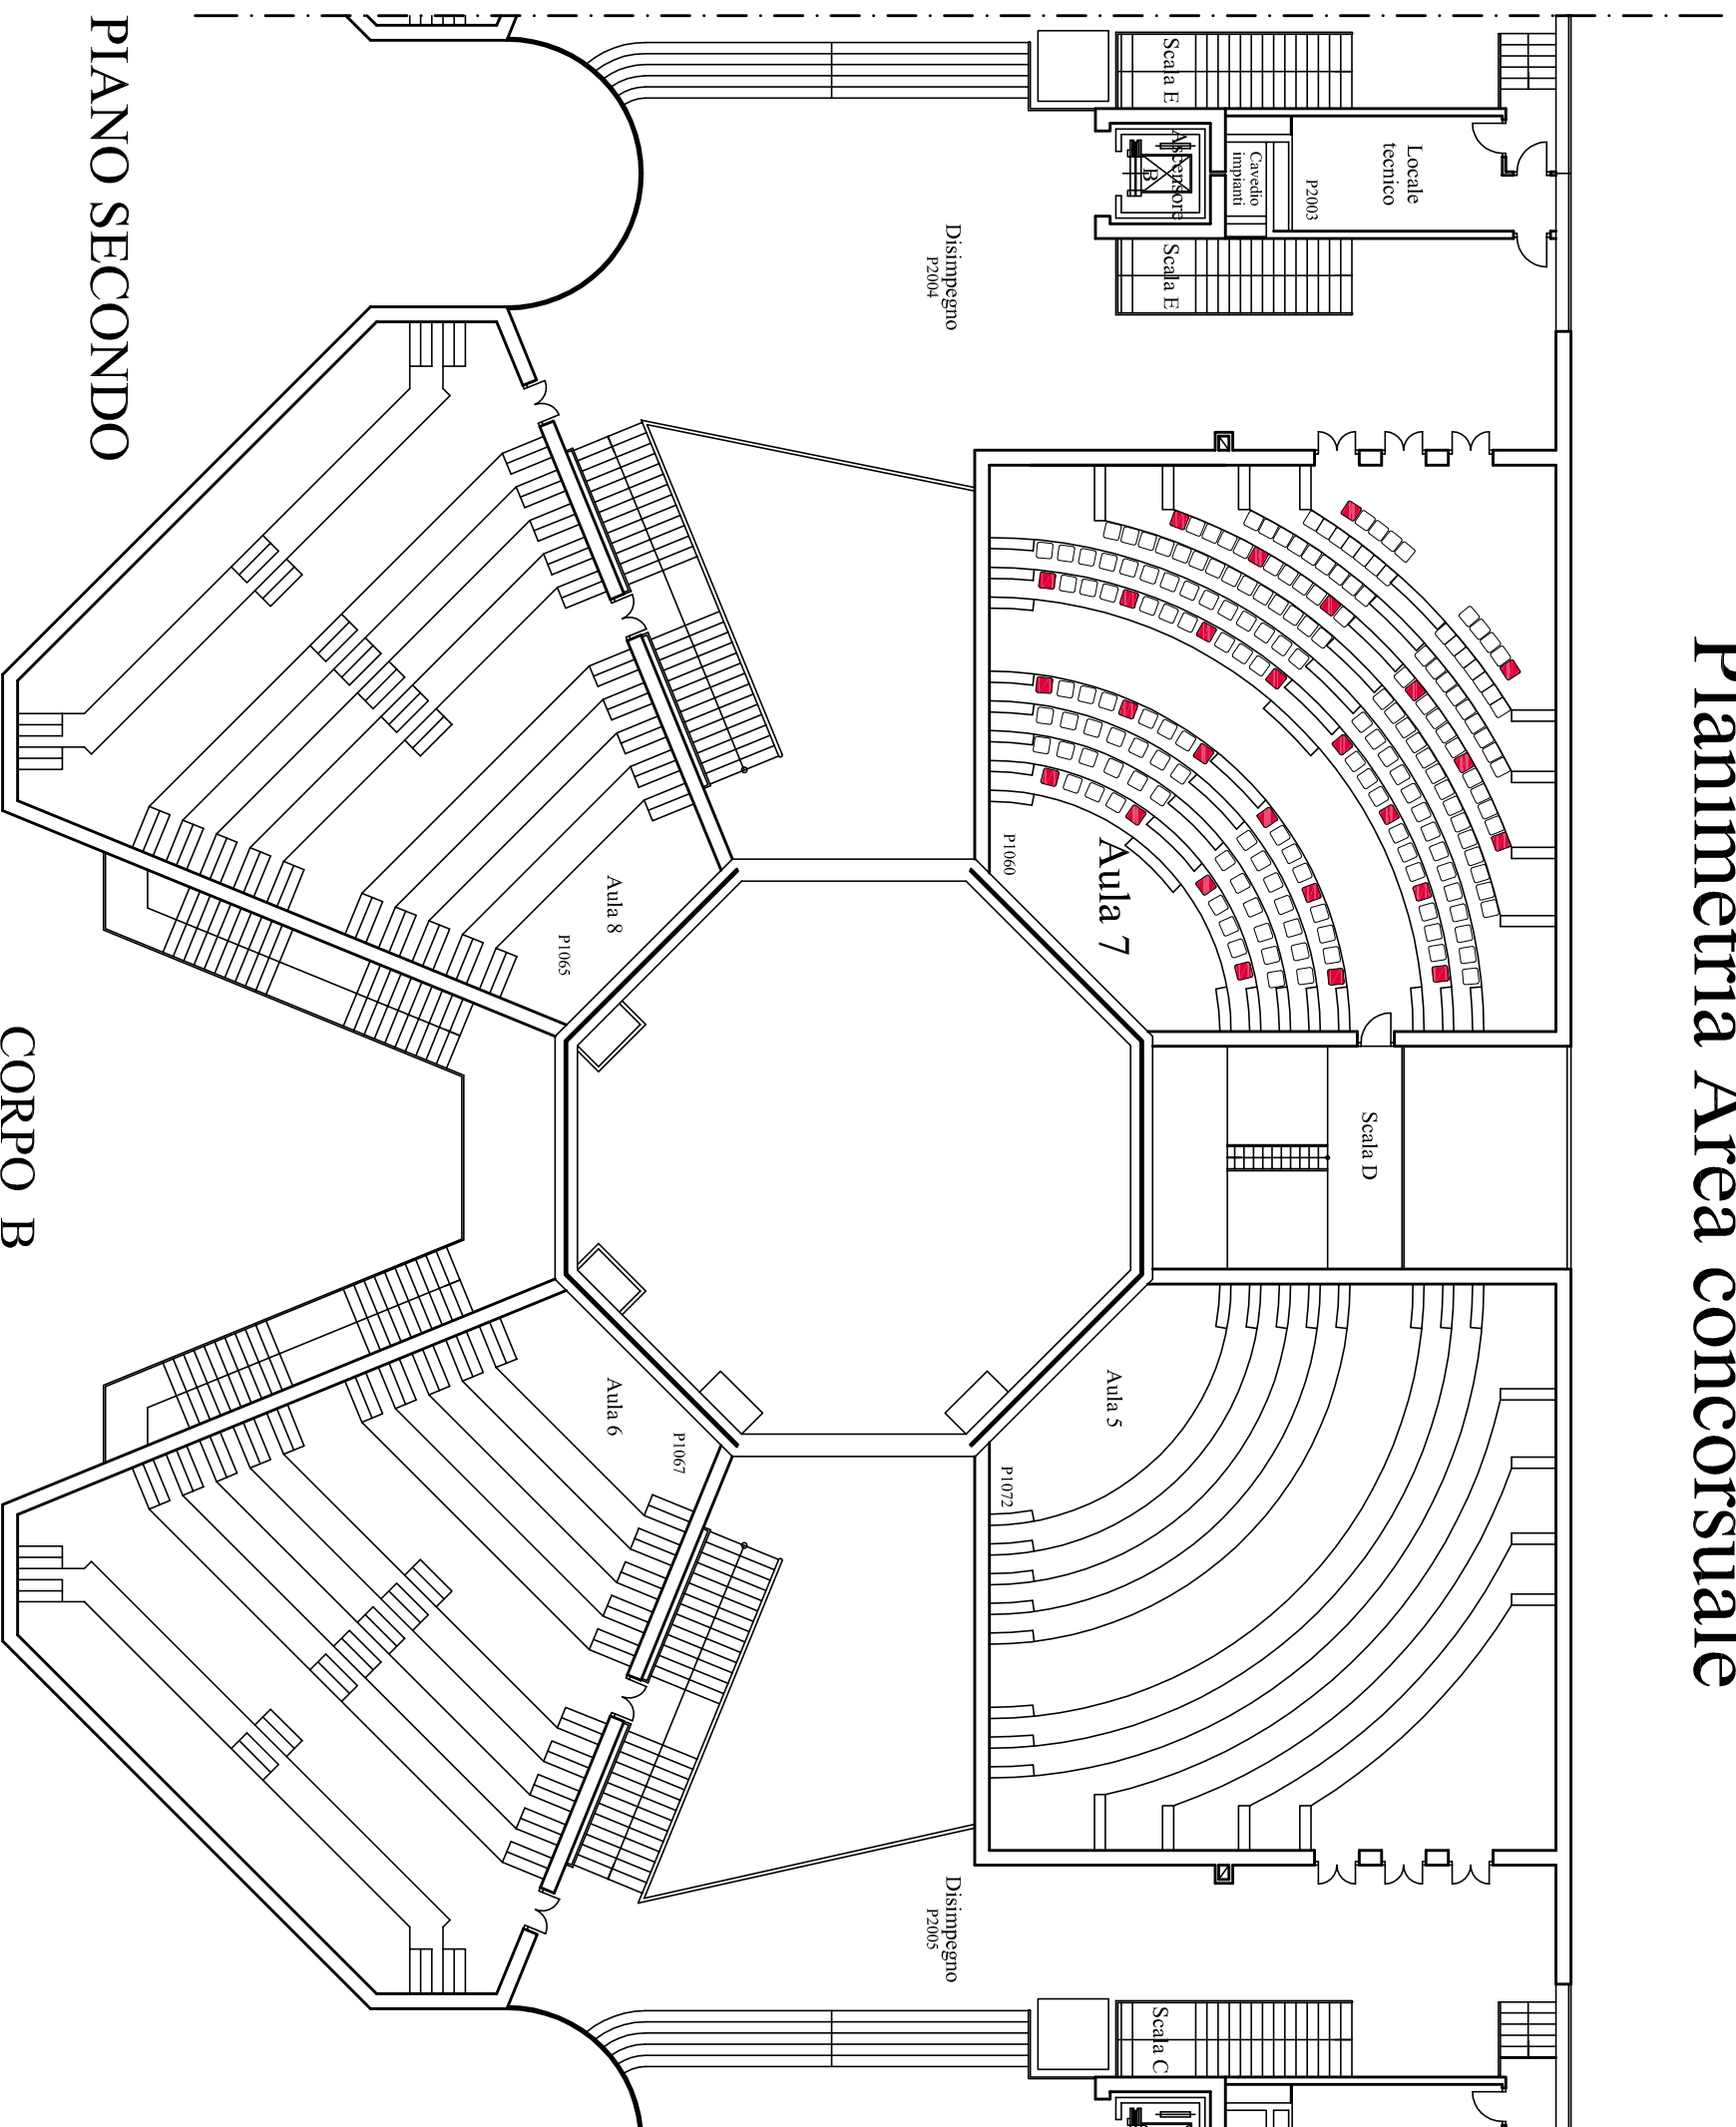 Planimetria Area concorsuale
Scala E
Ascensore
B
Cavedio
impianti
Locale
tecnico
P2003
Scala E
Disimpegno
P2004
Aula 7
P1060
Scala D
Aula 8
P1065
Aula 5
P1072
Aula 6
P1067
Disimpegno
P2005
Scala C
PIANO SECONDO
CORPO B